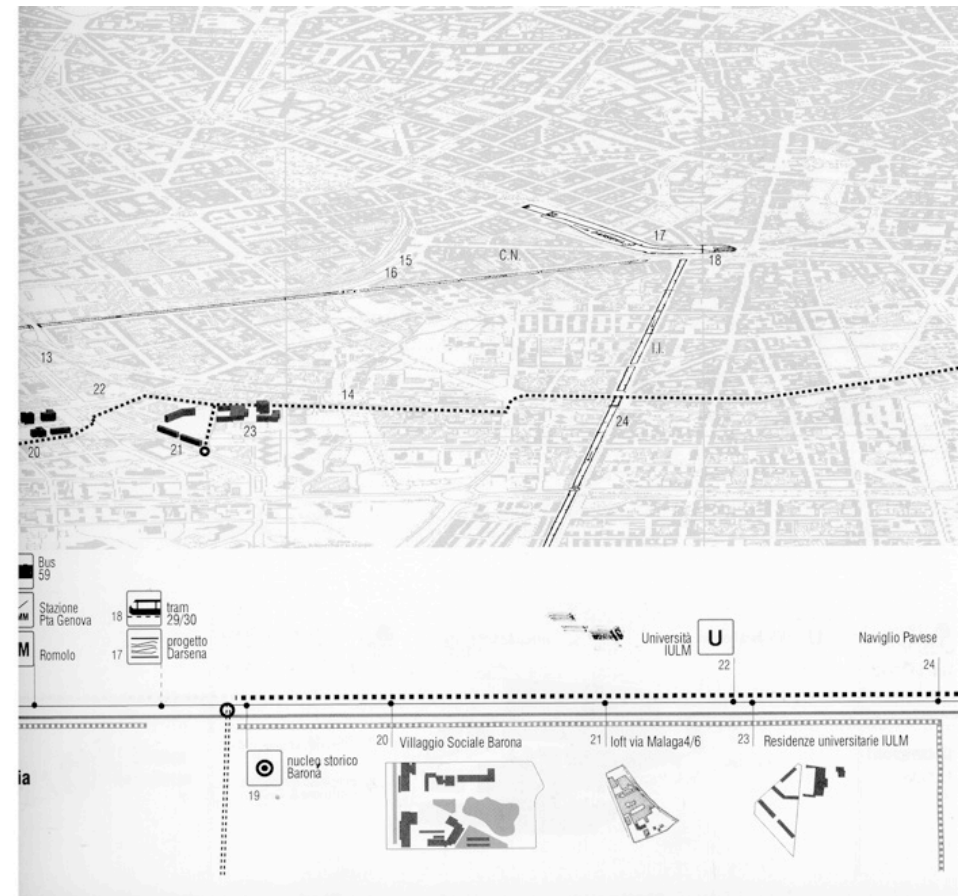 17
18
C.N.
15
16
13
I.I.
22
14
24
23
21
20
Bus
59
MM
Stazione
Pta Genova
18
tram
29/30
M
Romolo
17
progetto
Darsena
Università
IULM
U
22
Naviglio Pavese
24
20
Villaggio Sociale Barona
21
loft via Malaga4/6
23
Residenze universitarie IULM
nucleo storico
Barona
19
ia